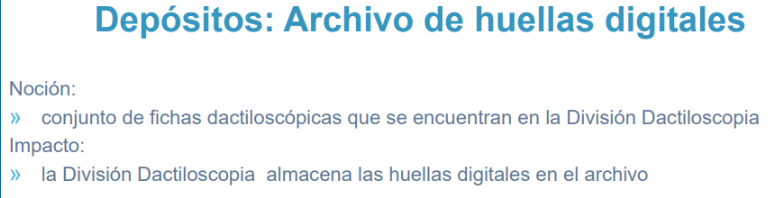 Depósitos: Archivo de huellas digitales
Noción:
» conjunto de fichas dactiloscópicas que se encuentran en la División Dactiloscopia
Impacto:
» la División Dactiloscopia almacena las huellas digitales en el archivo